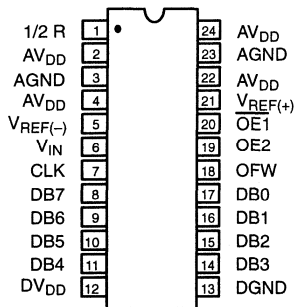 1/2 R 1 24 AVDD
AVDD 2 23 AGND
AGND 3 22 AVDD
AVDD 4 21 VREF(+)
VREF(–) 5 20 O̅E̅1̅
VIN 6 19 OE2
CLK 7 18 OFW
DB7 8 17 DB0
DB6 9 16 DB1
DB5 10 15 DB2
DB4 11 14 DB3
DVDD 12 13 DGND